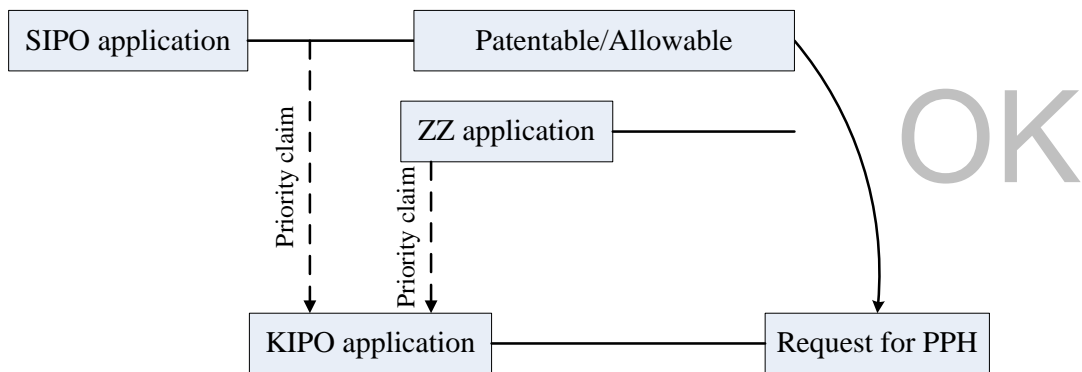 SIPO application
Patentable/Allowable
ZZ application
OK
Priority claim
Priority claim
KIPO application
Request for PPH